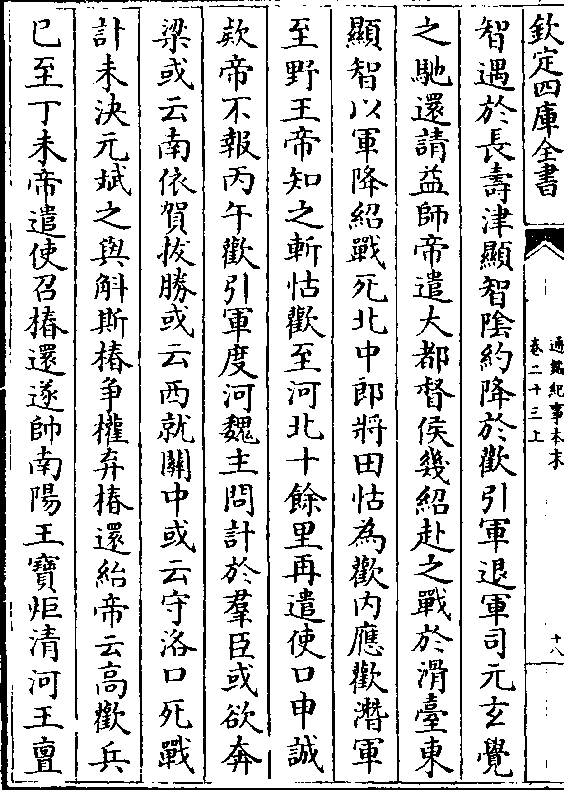 欽定四庫全書
通鑑紀事本末
卷二十三上
十八
智遇於長壽津顯智陰約降於歡引軍退軍司元玄覺
之馳還請益師帝遣大都督侯幾紹赴之戰於滑臺東
顯智以軍降紹戰死北中郎將田怙為歡内應歡潛軍
至野王帝知之斬怙歡至河北十餘里再遣使口申誠
欵帝不報丙午歡引軍度河魏主問計於羣臣或欲奔
梁或云南依賀拔勝或云西就關中或云守洛口死戰
計未決元斌之與斛斯椿争權弃椿還紿帝云高歡兵
已至丁未帝遣使召椿還遂帥南陽王寶炬清河王亶